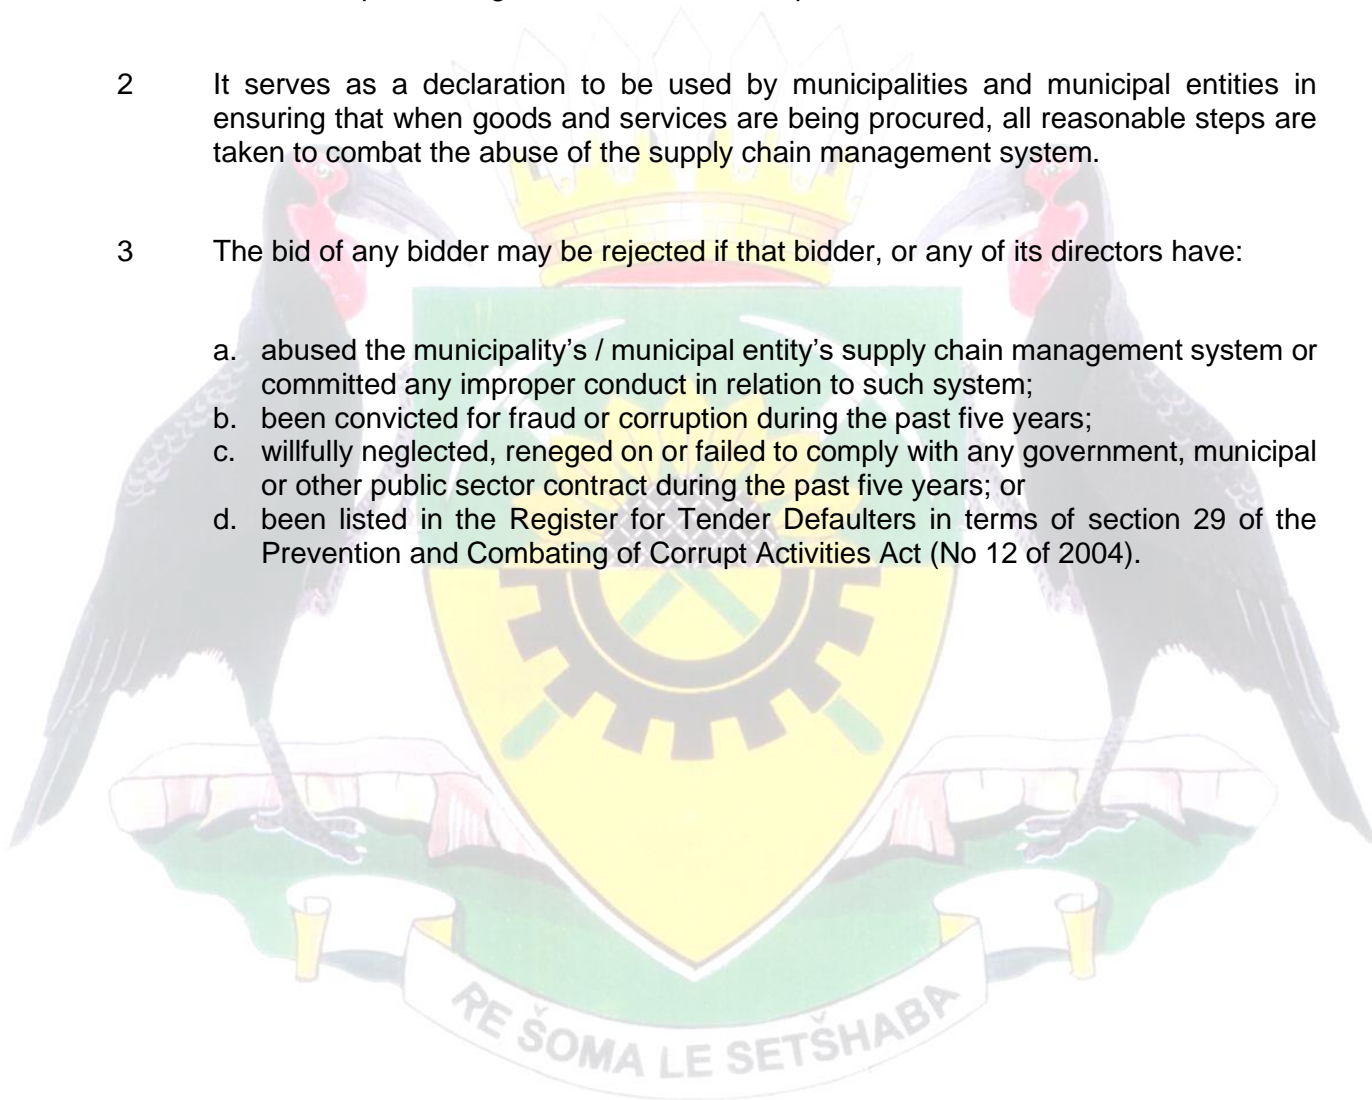 2 It serves as a declaration to be used by municipalities and municipal entities in
ensuring that when goods and services are being procured, all reasonable steps are
taken to combat the abuse of the supply chain management system.
3 The bid of any bidder may be rejected if that bidder, or any of its directors have:
a. abused the municipality’s / municipal entity’s supply chain management system or
committed any improper conduct in relation to such system;
b. been convicted for fraud or corruption during the past five years;
c. willfully neglected, reneged on or failed to comply with any government, municipal
or other public sector contract during the past five years; or
d. been listed in the Register for Tender Defaulters in terms of section 29 of the
Prevention and Combating of Corrupt Activities Act (No 12 of 2004).
RE ŠOMA LE SETŠHABA